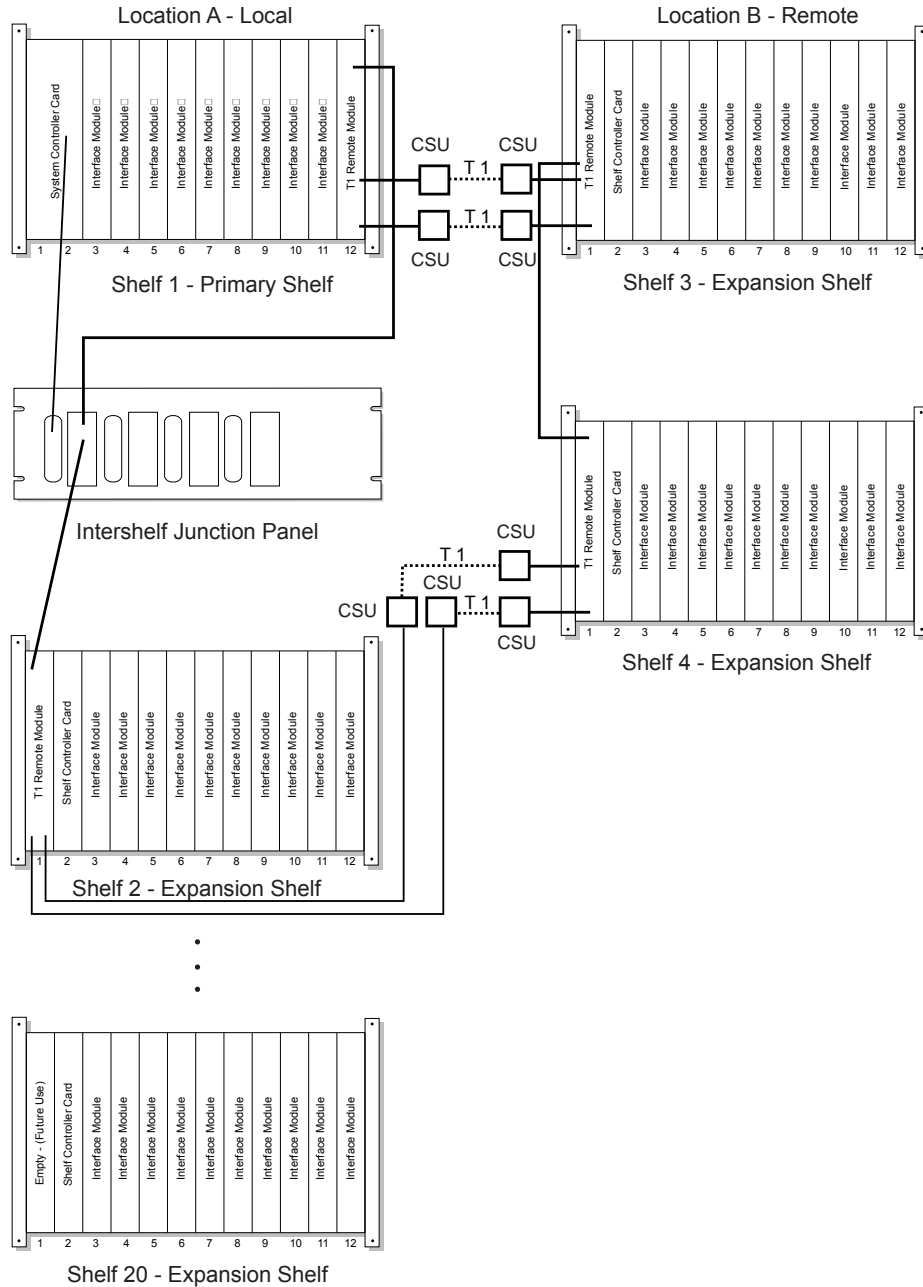 Location A - Local
System Controller Card
Interface Module□
Interface Module□
Interface Module□
Interface Module□
Interface Module□
Interface Module□
Interface Module□
Interface Module□
Interface Module□
T1 Remote Module
1 2 3 4 5 6 7 8 9 10 11 12
Shelf 1 - Primary Shelf
CSU
T 1
CSU
CSU
T 1
CSU
Location B - Remote
T1 Remote Module
Shelf Controller Card
Interface Module
Interface Module
Interface Module
Interface Module
Interface Module
Interface Module
Interface Module
Interface Module
Interface Module
Interface Module
1 2 3 4 5 6 7 8 9 10 11 12
Shelf 3 - Expansion Shelf
Intershelf Junction Panel
T1 Remote Module
Shelf Controller Card
Interface Module
Interface Module
Interface Module
Interface Module
Interface Module
Interface Module
Interface Module
Interface Module
Interface Module
Interface Module
1 2 3 4 5 6 7 8 9 10 11 12
Shelf 4 - Expansion Shelf
CSU
T 1
CSU
CSU
T 1
CSU
T1 Remote Module
Shelf Controller Card
Interface Module
Interface Module
Interface Module
Interface Module
Interface Module
Interface Module
Interface Module
Interface Module
Interface Module
Interface Module
1 2 3 4 5 6 7 8 9 10 11 12
Shelf 2 - Expansion Shelf
Empty - (Future Use)
Shelf Controller Card
Interface Module
Interface Module
Interface Module
Interface Module
Interface Module
Interface Module
Interface Module
Interface Module
Interface Module
Interface Module
1 2 3 4 5 6 7 8 9 10 11 12
Shelf 20 - Expansion Shelf